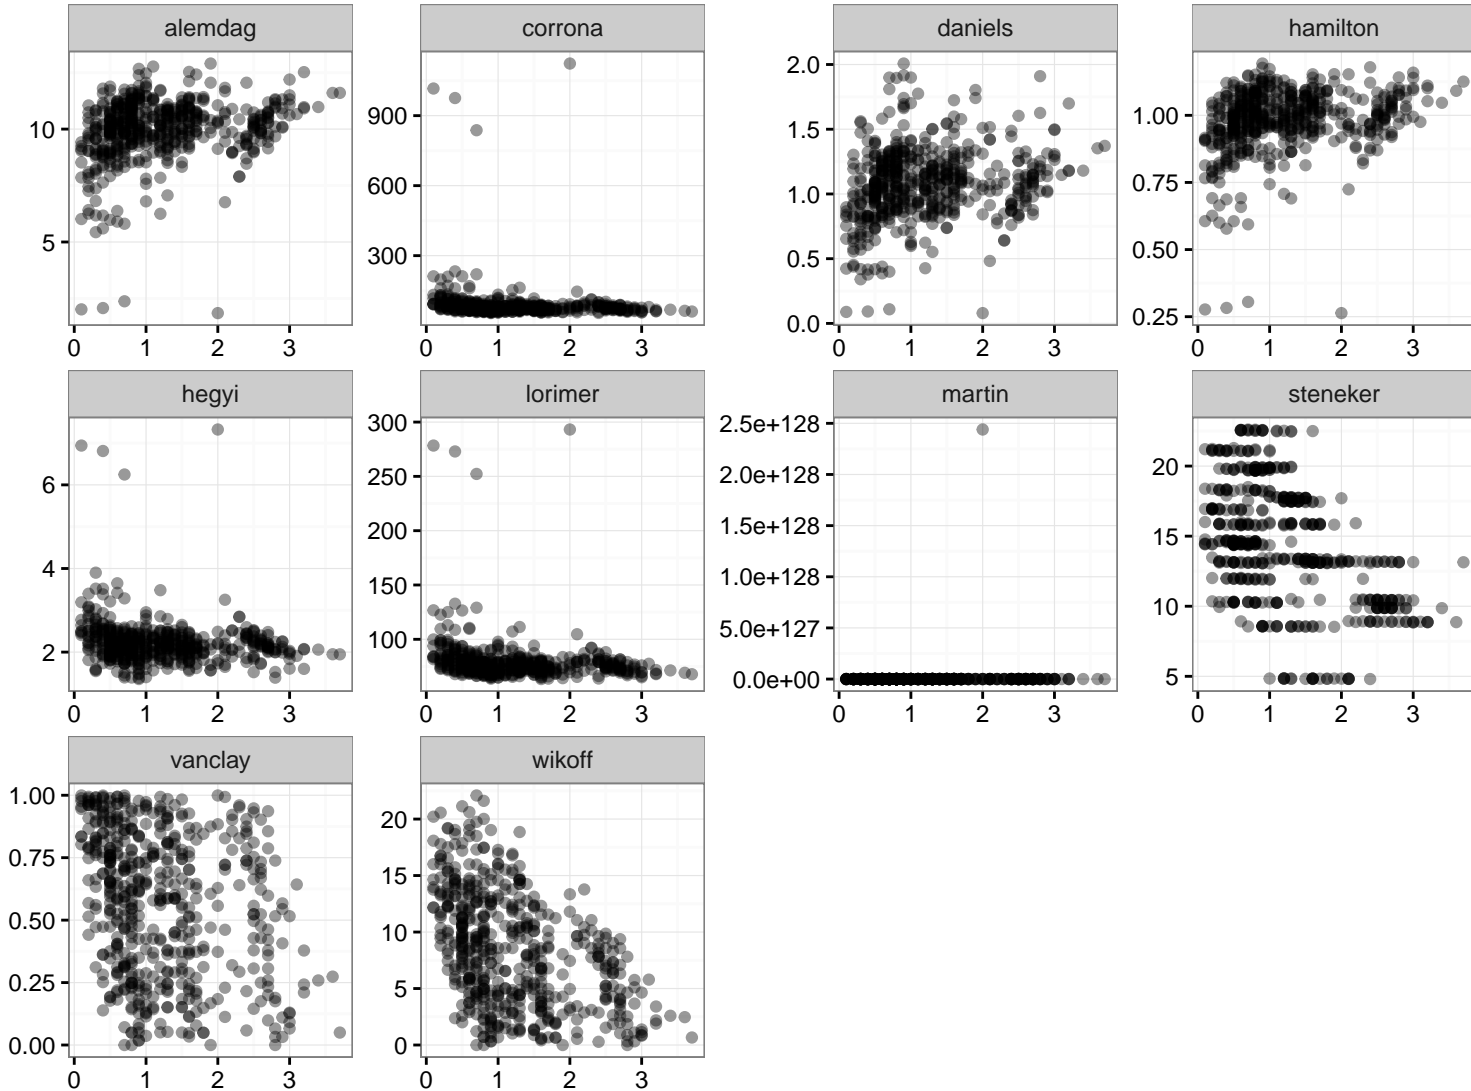 alemdag
corrona
daniels
hamilton
10
5
0 1 2 3
900
600
300
0 1 2 3
2.0
1.5
1.0
0.5
0.0
0 1 2 3
1.00
0.75
0.50
0.25
0 1 2 3
hegyi
lorimer
martin
steneker
6
4
2
0 1 2 3
300
250
200
150
100
0 1 2 3
2.5e+128
2.0e+128
1.5e+128
1.0e+128
5.0e+127
0.0e+00
0 1 2 3
20
15
10
5
0 1 2 3
vanclay
wikoff
1.00
0.75
0.50
0.25
0.00
0 1 2 3
20
15
10
5
0
0 1 2 3